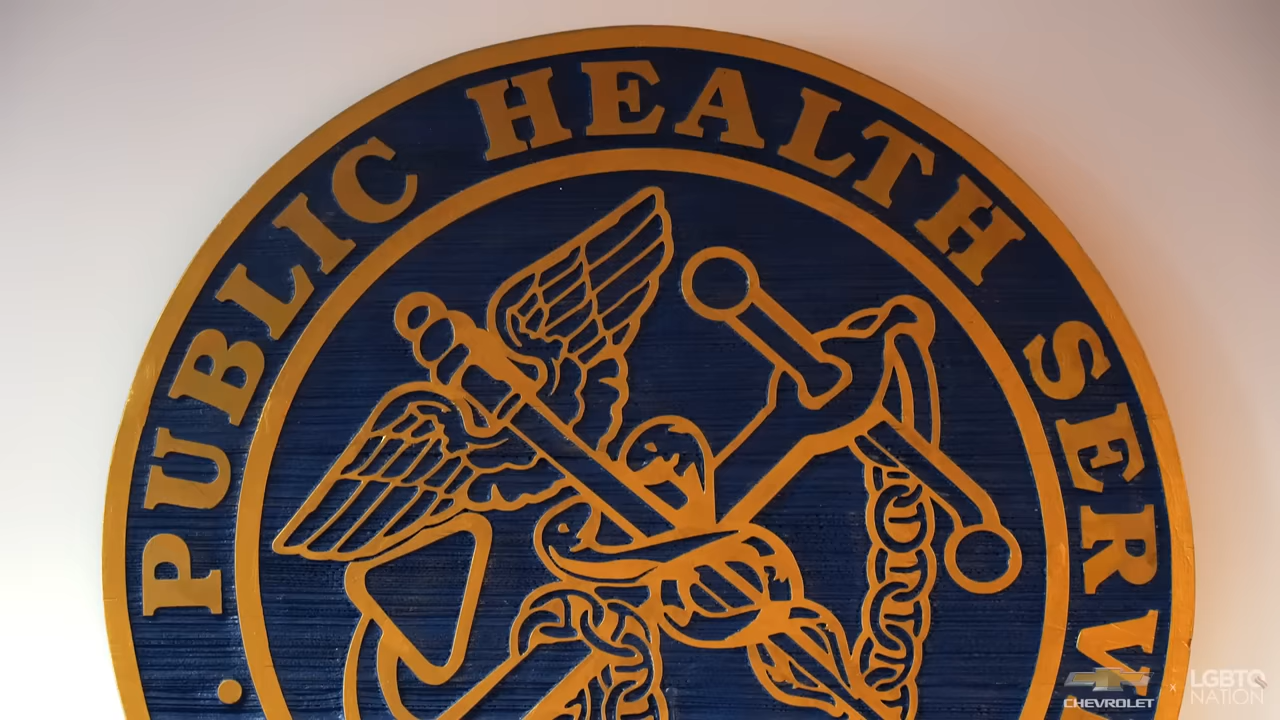 PUBLIC HEALTH SERV
CHEVROLET × LGBTQ
NATION